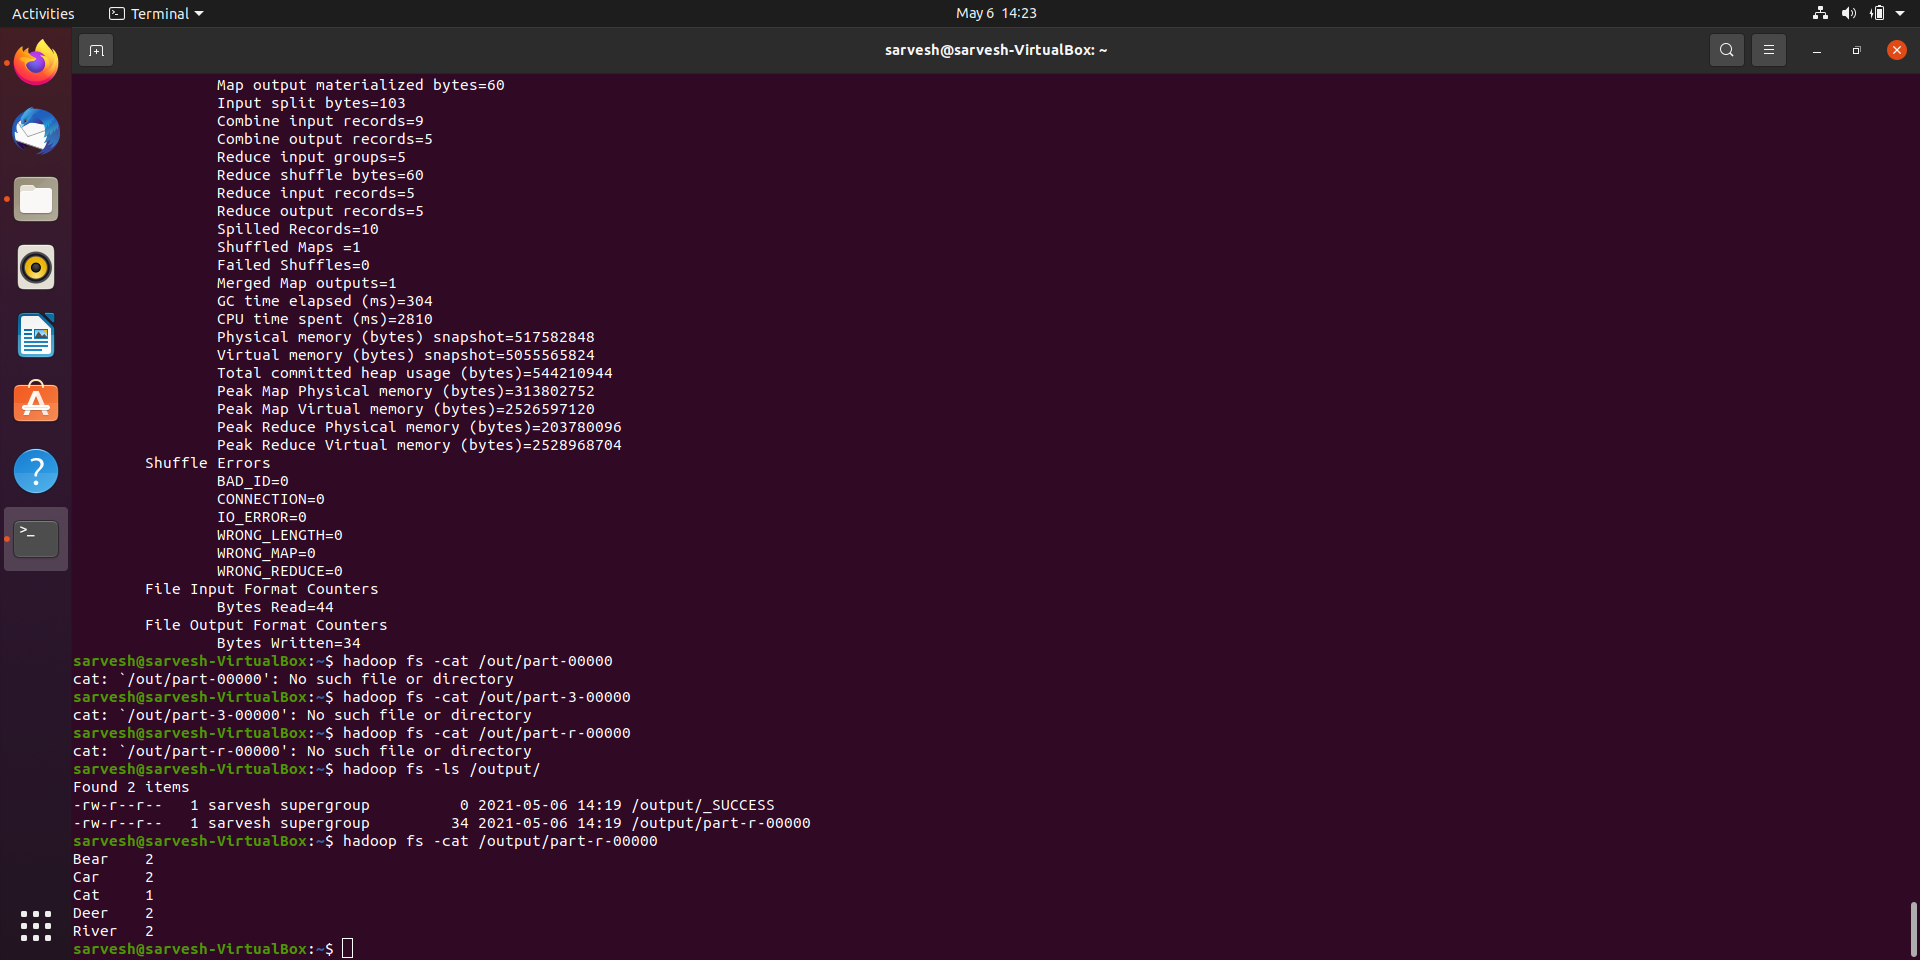 Activities Terminal May 6 14:23
sarvesh@sarvesh-VirtualBox: ~
Map output materialized bytes=60
Input split bytes=103
Combine input records=9
Combine output records=5
Reduce input groups=5
Reduce shuffle bytes=60
Reduce input records=5
Reduce output records=5
Spilled Records=10
Shuffled Maps =1
Failed Shuffles=0
Merged Map outputs=1
GC time elapsed (ms)=304
CPU time spent (ms)=2810
Physical memory (bytes) snapshot=517582848
Virtual memory (bytes) snapshot=5055565824
Total committed heap usage (bytes)=544210944
Peak Map Physical memory (bytes)=313802752
Peak Map Virtual memory (bytes)=2526597120
Peak Reduce Physical memory (bytes)=203780096
Peak Reduce Virtual memory (bytes)=2528968704
Shuffle Errors
BAD_ID=0
CONNECTION=0
IO_ERROR=0
WRONG_LENGTH=0
WRONG_MAP=0
WRONG_REDUCE=0
File Input Format Counters
Bytes Read=44
File Output Format Counters
Bytes Written=34
sarvesh@sarvesh-VirtualBox:~$ hadoop fs -cat /out/part-00000
cat: `/out/part-00000': No such file or directory
sarvesh@sarvesh-VirtualBox:~$ hadoop fs -cat /out/part-3-00000
cat: `/out/part-3-00000': No such file or directory
sarvesh@sarvesh-VirtualBox:~$ hadoop fs -cat /out/part-r-00000
cat: `/out/part-r-00000': No such file or directory
sarvesh@sarvesh-VirtualBox:~$ hadoop fs -ls /output/
Found 2 items
-rw-r--r--   1 sarvesh supergroup          0 2021-05-06 14:19 /output/_SUCCESS
-rw-r--r--   1 sarvesh supergroup         34 2021-05-06 14:19 /output/part-r-00000
sarvesh@sarvesh-VirtualBox:~$ hadoop fs -cat /output/part-r-00000
Bear    2
Car     2
Cat     1
Deer    2
River   2
sarvesh@sarvesh-VirtualBox:~$